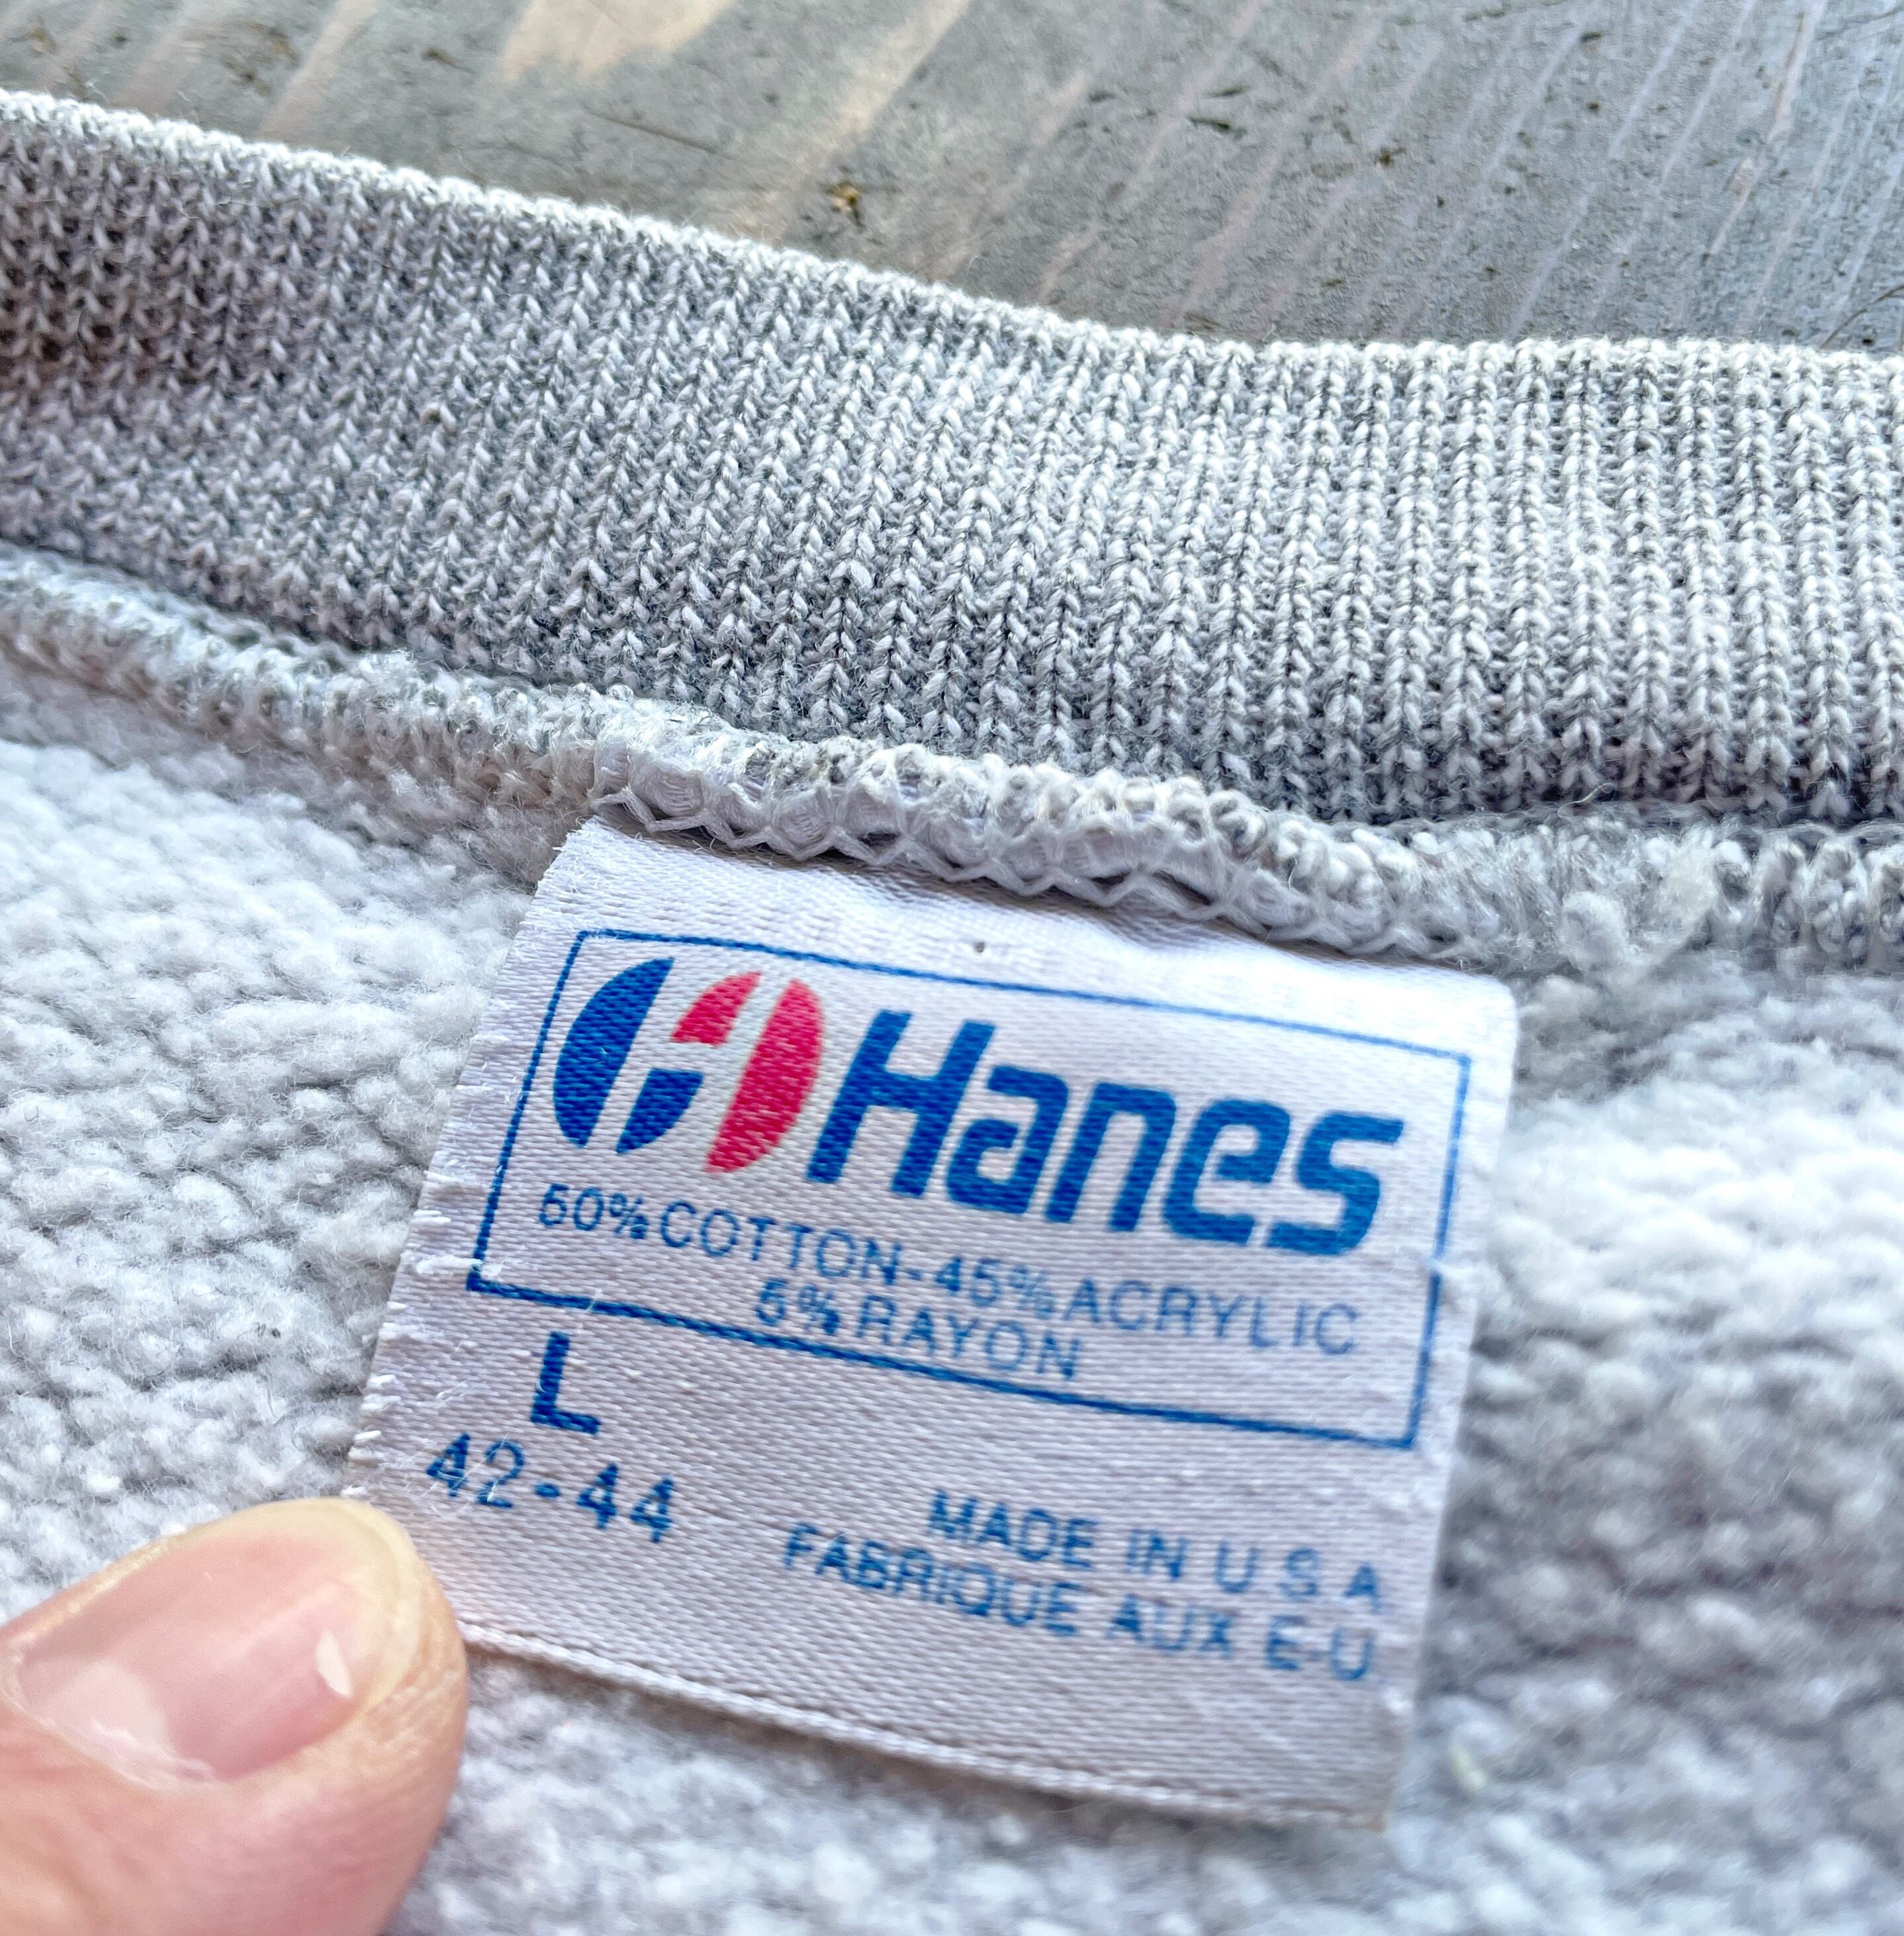 Hanes
50% COTTON-45% ACRYLIC
5% RAYON
L
42-44
MADE IN U S A
FABRIQUE AUX E-U